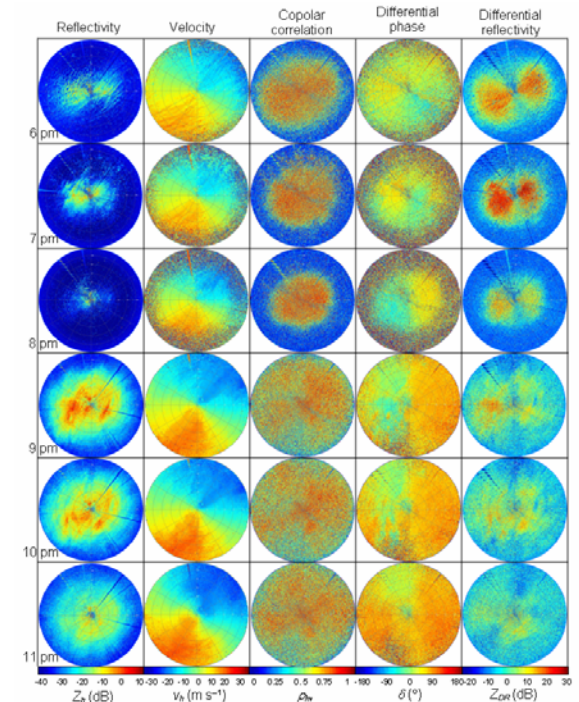 Reflectivity Velocity Copolar correlation Differential phase Differential reflectivity
6 pm
7 pm
8 pm
9 pm
10 pm
11 pm
-40 -30 -20 -10 0 10 -20 -10 0 10 20 30 0 0.25 0.5 0.75 1 -180 -90 0 90 180 -20 -10 0 10 20 30
Zh (dB) vh (m s⁻¹) ρhv δ (°) ZDR (dB)